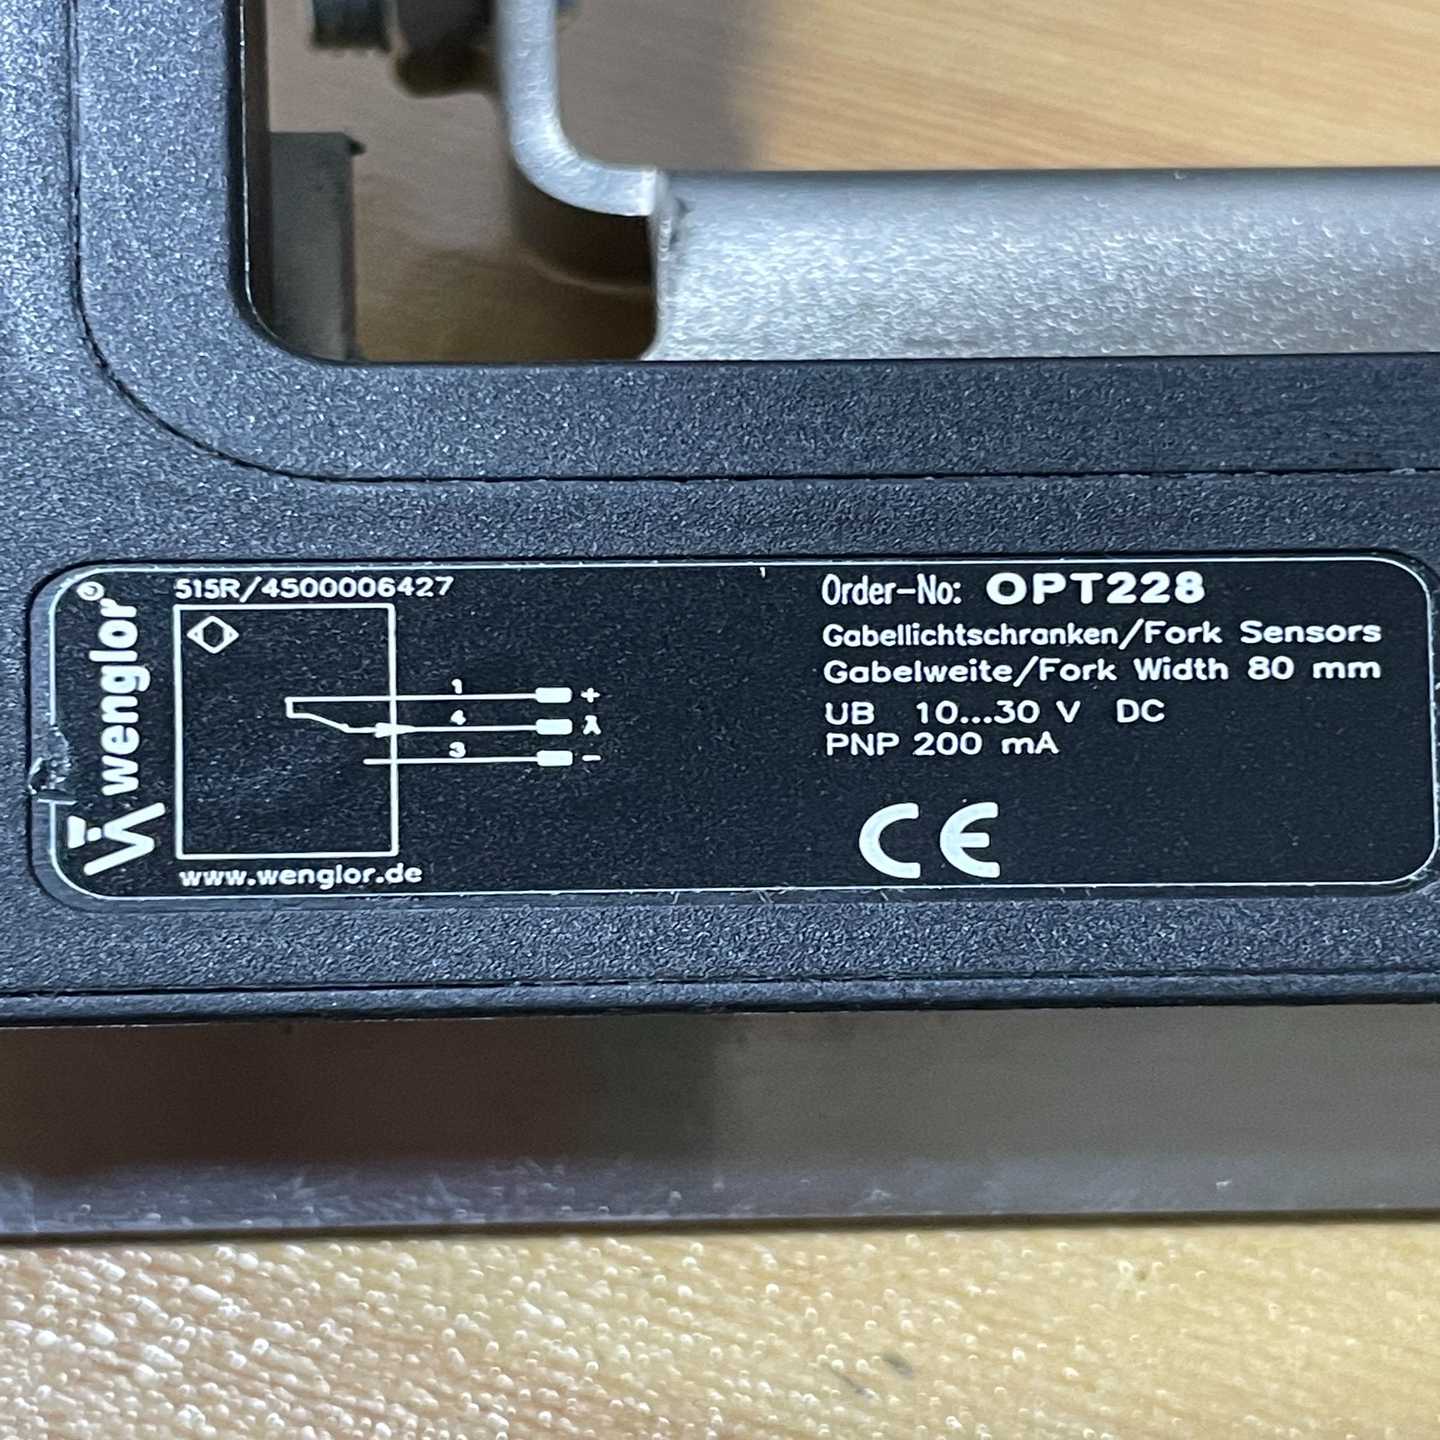 wenglor®
515R/4500006427
1 +
4 ⅄
3 −
www.wenglor.de
Order-No: OPT228
Gabellichtschranken/Fork Sensors
Gabelweite/Fork Width 80 mm
UB 10...30 V DC
PNP 200 mA
CE